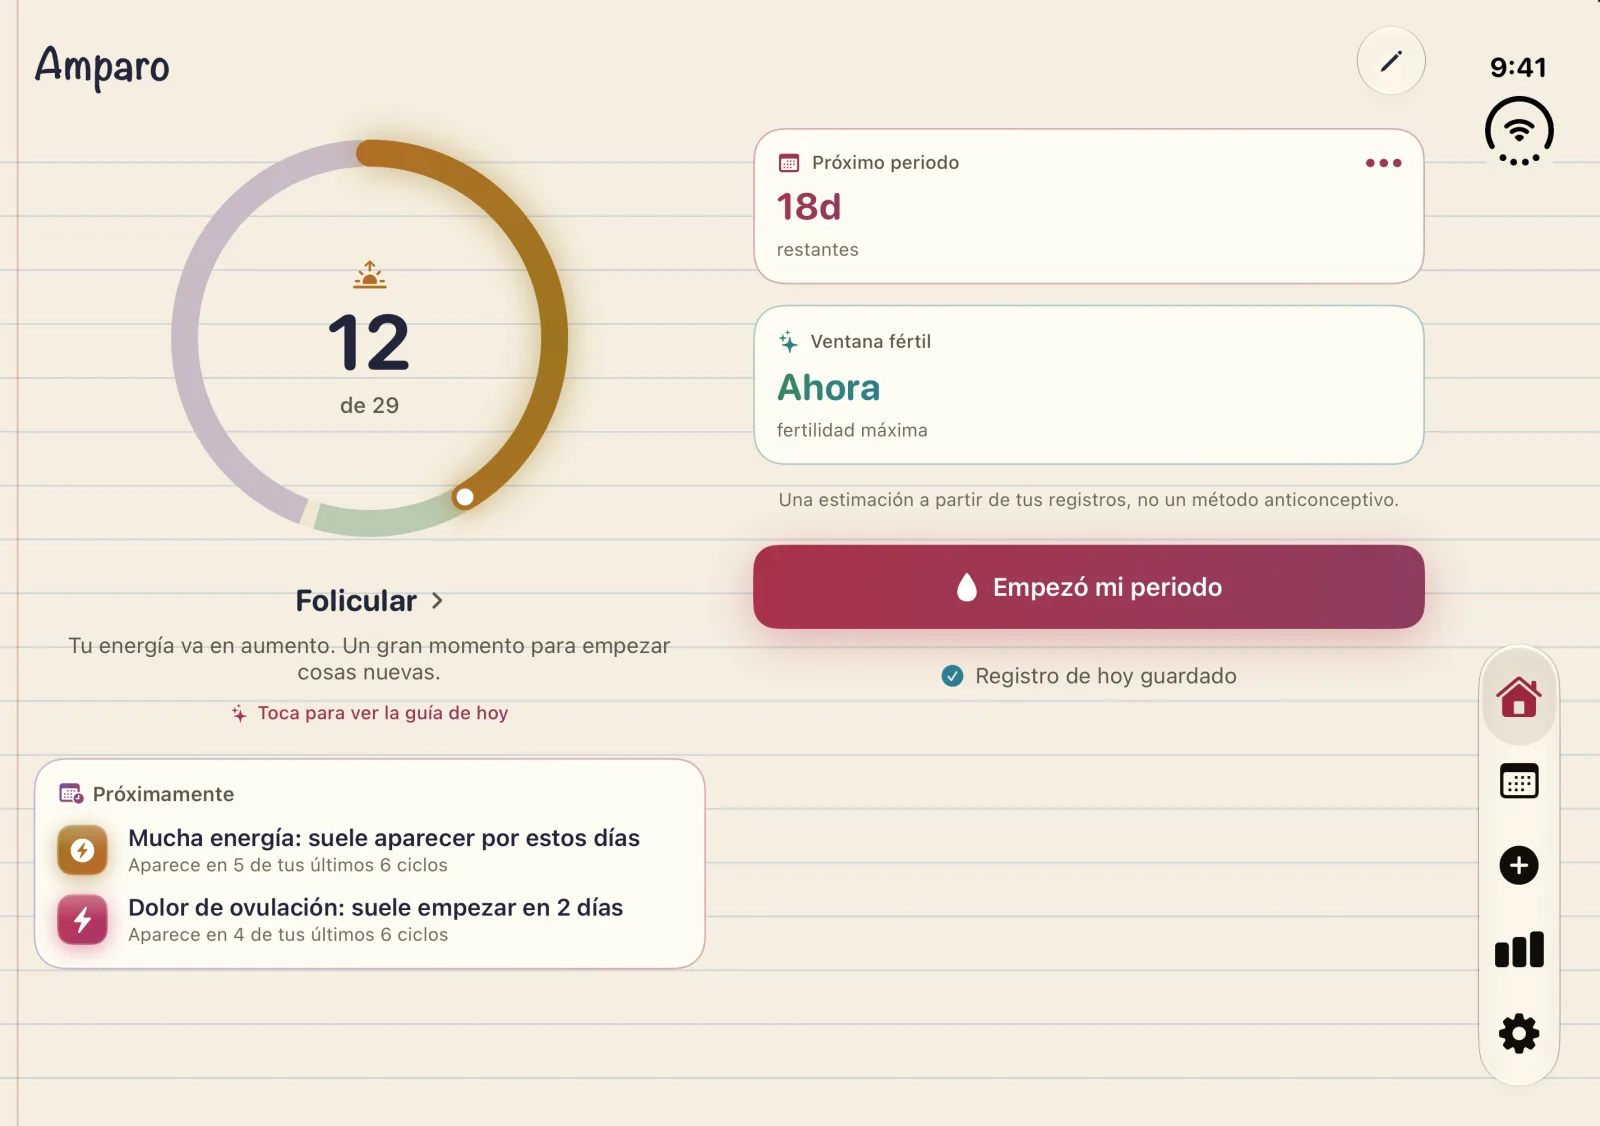 Amparo
9:41
12
de 29
Folicular
Tu energía va en aumento. Un gran momento para empezar
cosas nuevas.
Toca para ver la guía de hoy
Próximamente
Mucha energía: suele aparecer por estos días
Aparece en 5 de tus últimos 6 ciclos
Dolor de ovulación: suele empezar en 2 días
Aparece en 4 de tus últimos 6 ciclos
Próximo periodo
18d
restantes
Ventana fértil
Ahora
fertilidad máxima
Una estimación a partir de tus registros, no un método anticonceptivo.
Empezó mi periodo
Registro de hoy guardado